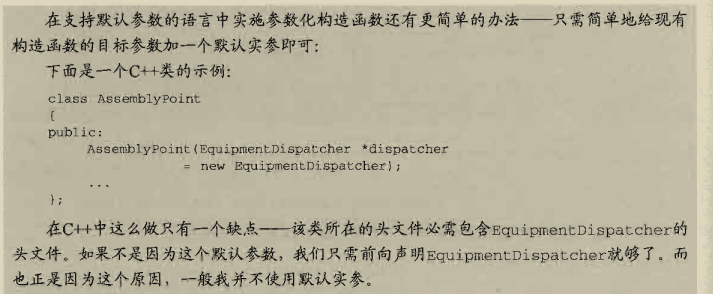 在支持默认参数的语言中实施参数化构造函数还有更简单的办法——只需简单地给现有
构造函数的目标参数加一个默认实参即可:
下面是一个C++类的示例:
class AssemblyPoint
{
public:
AssemblyPoint(EquipmentDispatcher *dispatcher
= new EquipmentDispatcher);
...
};
在C++中这么做只有一个缺点——该类所在的头文件必需包含EquipmentDispatcher的
头文件。如果不是因为这个默认参数，我们只需前向声明EquipmentDispatcher就够了。而
也正是因为这个原因，一般我并不使用默认实参。